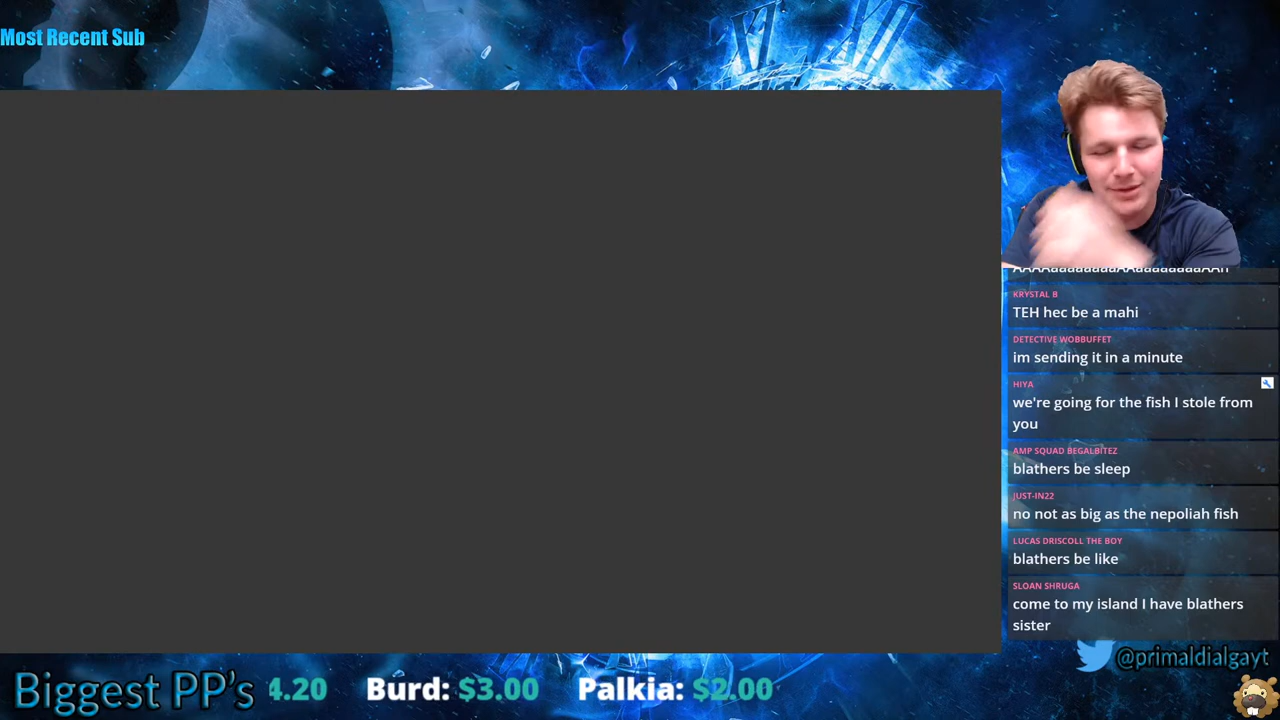 Most Recent Sub
KRYSTAL B
TEH hec be a mahi
DETECTIVE WOBBUFFET
im sending it in a minute
HIYA
we're going for the fish I stole from
you
AMP SQUAD BEGALBITEZ
blathers be sleep
JUST-IN22
no not as big as the nepoliah fish
LUCAS DRISCOLL THE BOY
blathers be like
SLOAN SHRUGA
come to my island I have blathers
sister
@primaldialgayt
Biggest PP's 4.20 Burd: $3.00 Palkia: $2.00